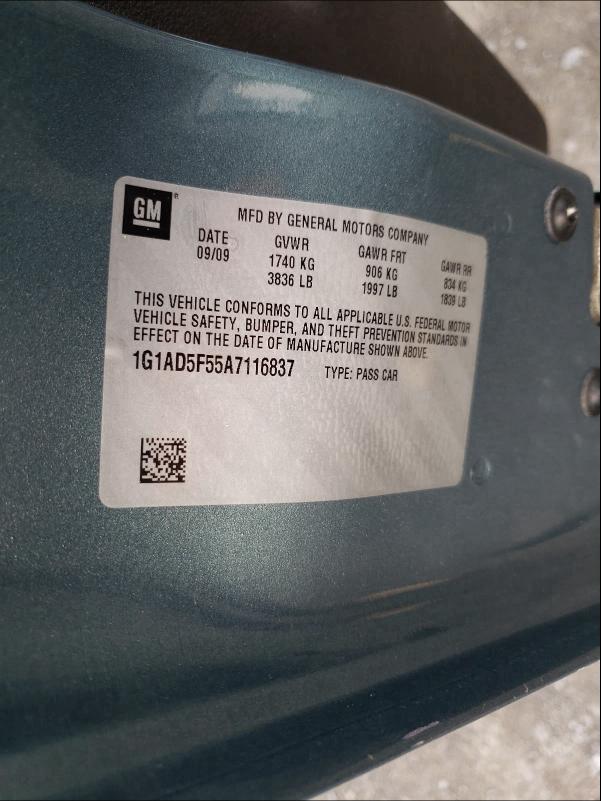 GM
MFD BY GENERAL MOTORS COMPANY
DATE GVWR GAWR FRT GAWR RR
09/09 1740 KG 906 KG 834 KG
3836 LB 1997 LB 1839 LB
THIS VEHICLE CONFORMS TO ALL APPLICABLE U.S. FEDERAL MOTOR
VEHICLE SAFETY, BUMPER, AND THEFT PREVENTION STANDARDS IN
EFFECT ON THE DATE OF MANUFACTURE SHOWN ABOVE.
1G1AD5F55A7116837 TYPE: PASS CAR